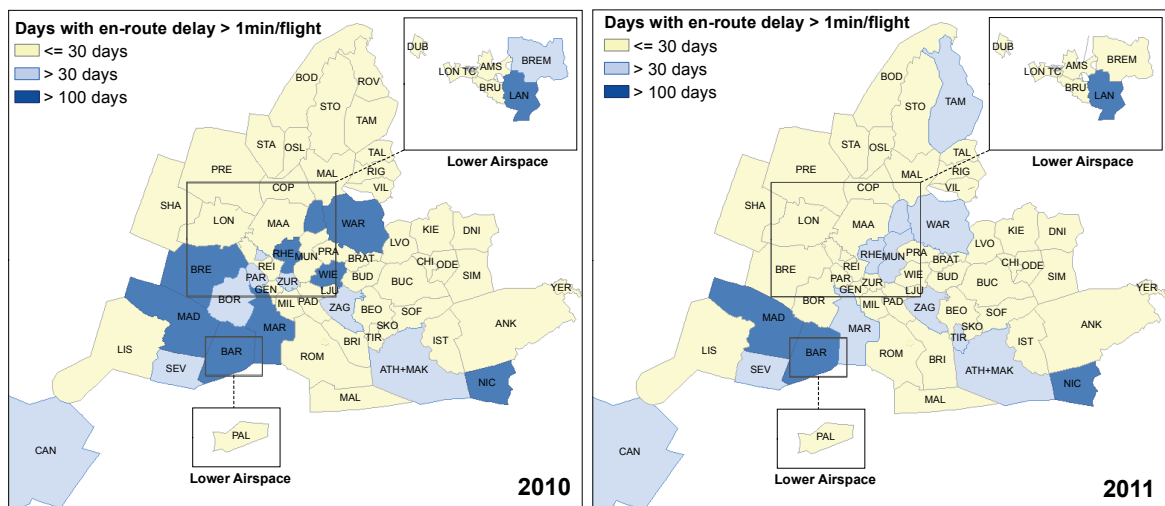 Days with en-route delay > 1min/flight
<= 30 days
> 30 days
> 100 days
DUB
BREM
AMS
LON TC
BRU
LAN
Lower Airspace
BOD
ROV
STO
TAM
STA
OSL
TAL
PRE
MAL
RIG
COP
VIL
SHA
LON
MAA
WAR
KIE
DNI
LVO
RHE
MUN
PRA
BRE
REI
BRAT
CHI
ODE
PAR
ZUR
WIE
BUD
SIM
GEN
LJU
BUC
YER
BOR
MIL
PAD
ZAG
BEO
SOF
MAD
MAR
SKO
ANK
TIR
IST
LIS
BAR
ROM
BRI
SEV
ATH+MAK
NIC
MAL
CAN
PAL
Lower Airspace
2010
Days with en-route delay > 1min/flight
<= 30 days
> 30 days
> 100 days
DUB
AMS
BREM
LON TC
BRU
LAN
Lower Airspace
BOD
STO
TAM
STA
OSL
TAL
PRE
MAL
RIG
COP
VIL
SHA
LON
MAA
WAR
KIE
DNI
LVO
RHE
MUN
PRA
BRE
REI
BRAT
CHI
ODE
PAR
ZUR
WIE
BUD
SIM
GEN
LJU
BUC
YER
BOR
MIL
PAD
ZAG
BEO
SOF
MAD
MAR
SKO
ANK
TIR
IST
LIS
BAR
ROM
BRI
SEV
ATH+MAK
NIC
MAL
CAN
PAL
Lower Airspace
2011